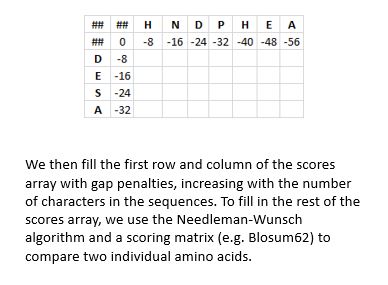 ## ## H N D P H E A
## 0 -8 -16 -24 -32 -40 -48 -56
D -8
E -16
S -24
A -32
We then fill the first row and column of the scores
array with gap penalties, increasing with the number
of characters in the sequences. To fill in the rest of the
scores array, we use the Needleman-Wunsch
algorithm and a scoring matrix (e.g. Blosum62) to
compare two individual amino acids.